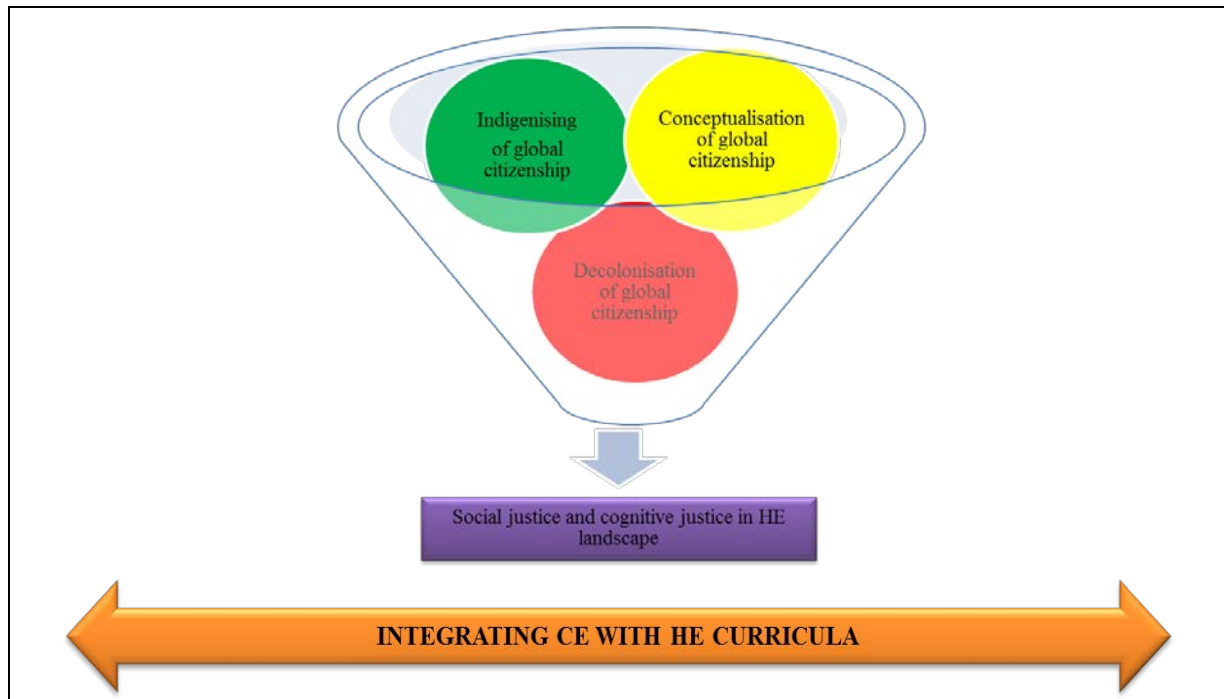 Indigenising
of global
citizenship
Conceptualisation
of global
citizenship
Decolonisation
of global
citizenship
Social justice and cognitive justice in HE
landscape
INTEGRATING CE WITH HE CURRICULA